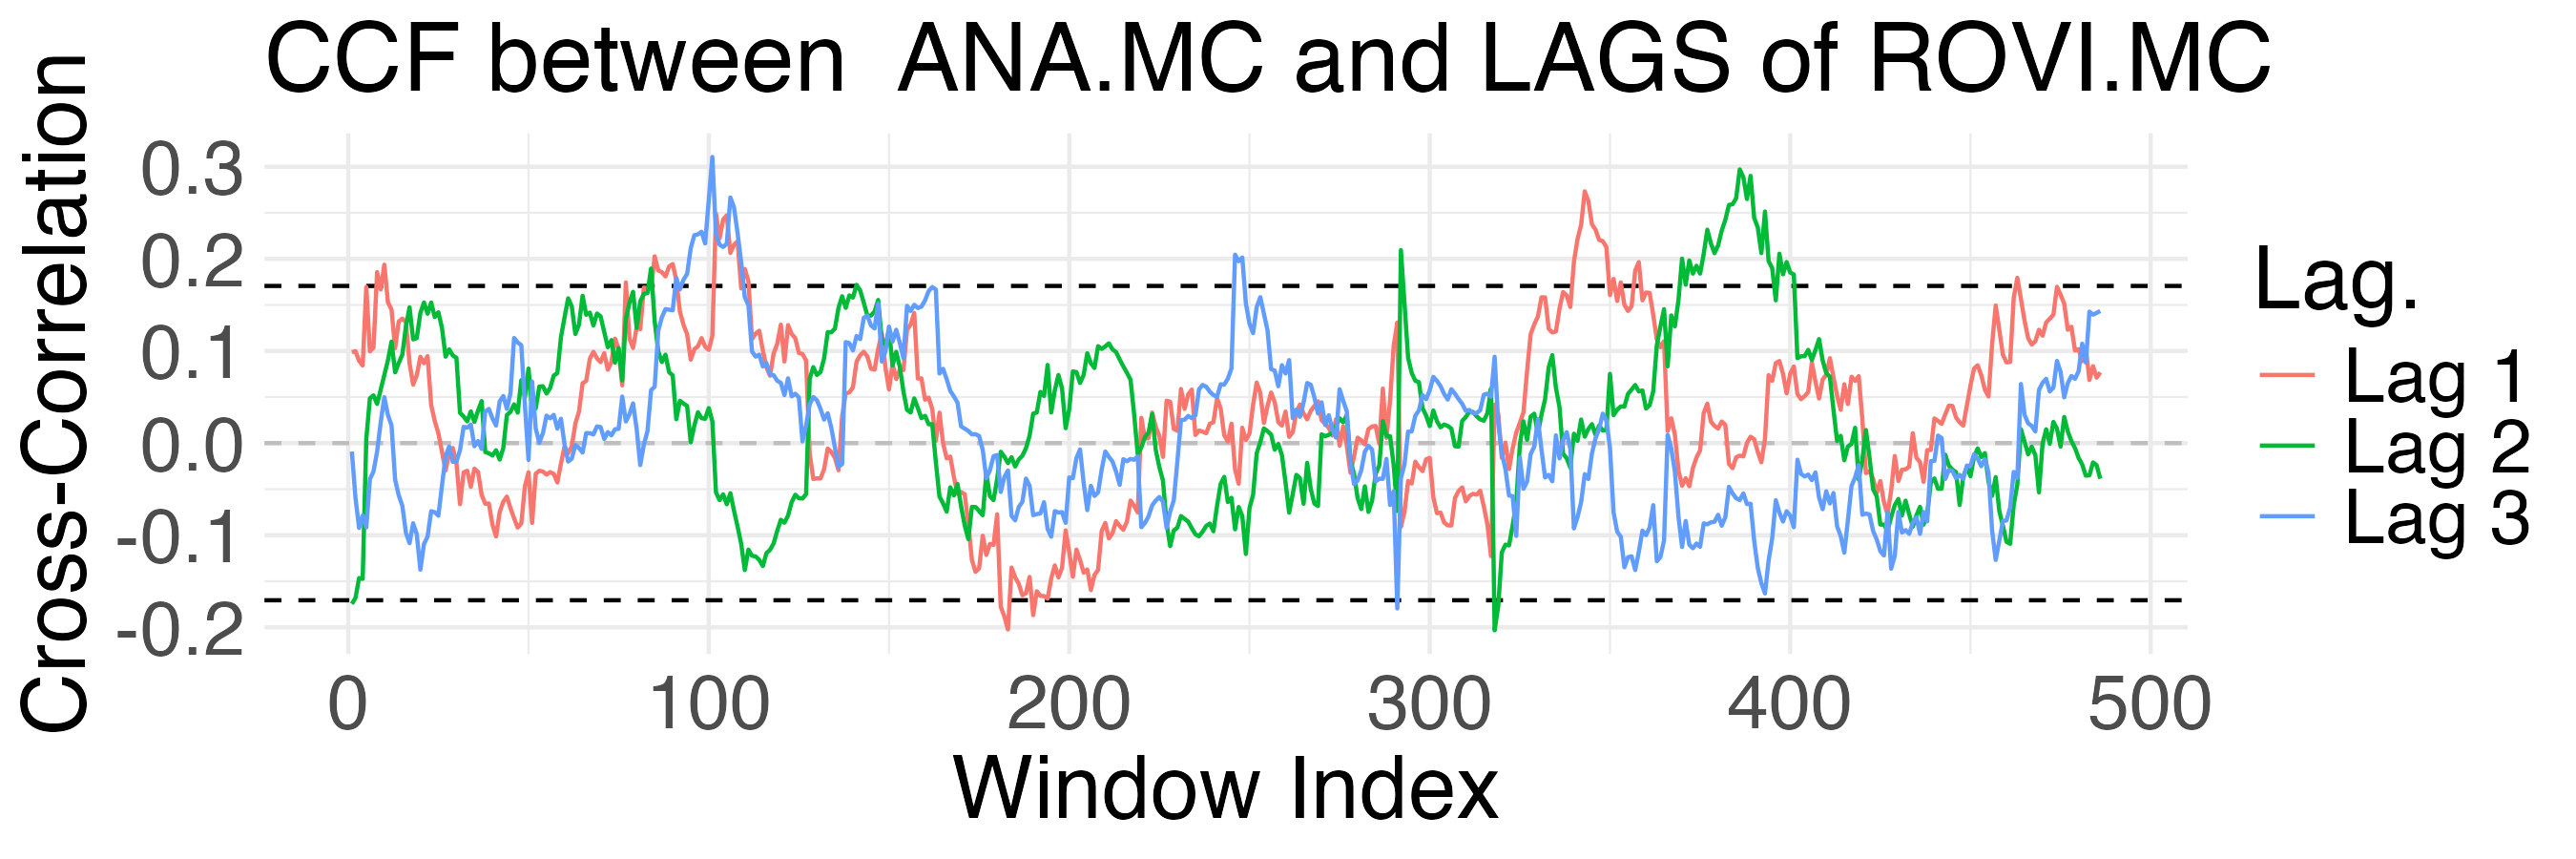 CCF between  ANA.MC and LAGS of ROVI.MC
Cross-Correlation
0.3
0.2
0.1
0.0
-0.1
-0.2
0 100 200 300 400 500
Window Index
Lag.
Lag 1
Lag 2
Lag 3